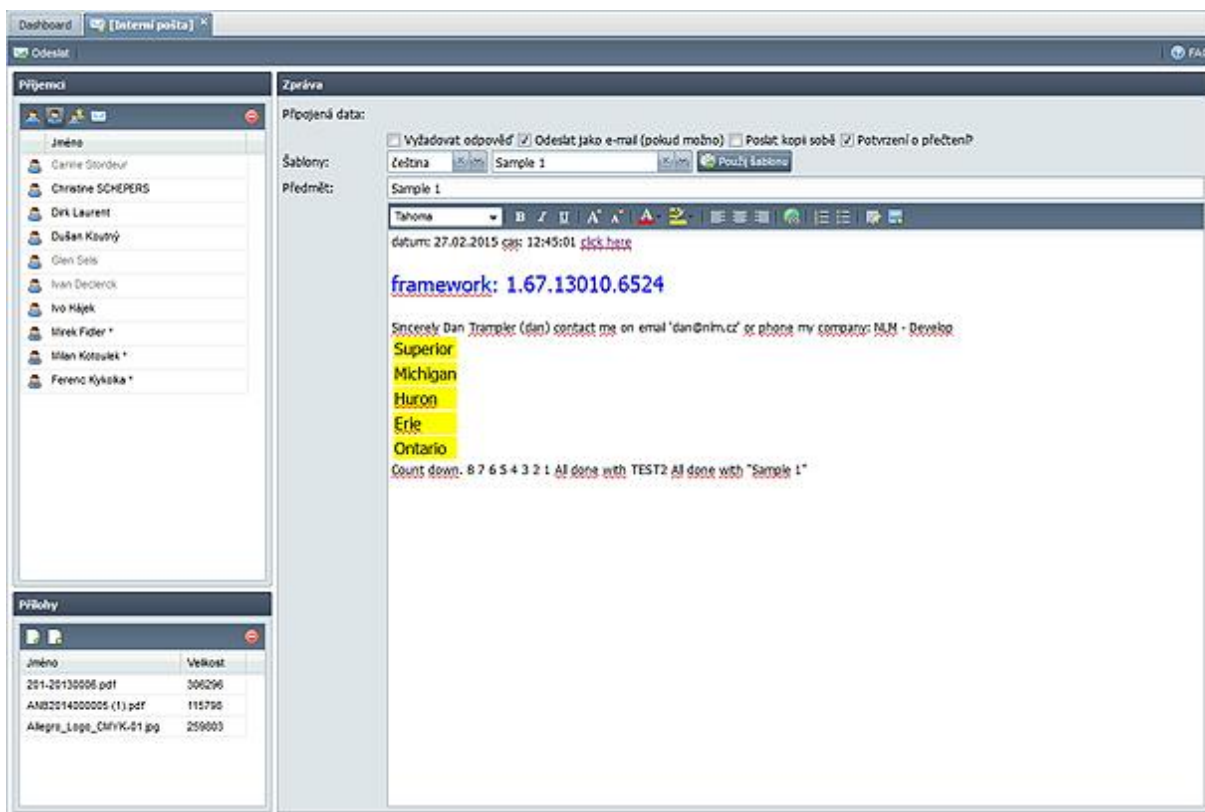 Dashboard [Interní pošta] ×
Odeslat
Příjemci
Jméno
Carine Stordeur
Christine SCHEPERS
Dirk Laurent
Dušan Koutný
Glen Sels
Ivan Declerck
Ivo Hájek
Mirek Fidler *
Milan Kotoulek *
Ferenc Kykolka *
Přílohy
Jméno Velikost
201-20130006.pdf 306296
ANB2014000005 (1).pdf 115798
Allegro_Logo_CMYK-01.jpg 259803
Zpráva
Připojená data:
Vyžadovat odpověď Odeslat jako e-mail (pokud možno) Poslat kopii sobě Potvrzení o přečtení?
Šablony: čeština Sample 1 Použij šablonu
Předmět: Sample 1
Tahoma B I U A A A
datum: 27.02.2015 cas: 12:45:01 click here
framework: 1.67.13010.6524
Sincerely Dan Trampler (dan) contact me on email 'dan@nlm.cz' or phone my company: NLM - Develop
Superior
Michigan
Huron
Erie
Ontario
Count down. 8 7 6 5 4 3 2 1 All done with TEST2 All done with "Sample 1"